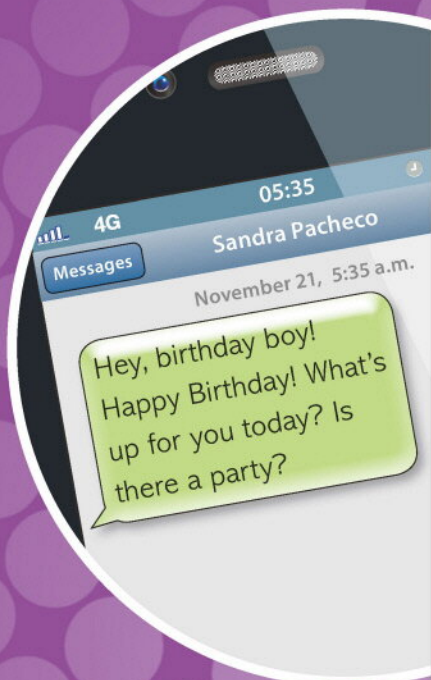 05:35
4G
Sandra Pacheco
Messages
November 21, 5:35 a.m.
Hey, birthday boy!
Happy Birthday! What's
up for you today? Is
there a party?